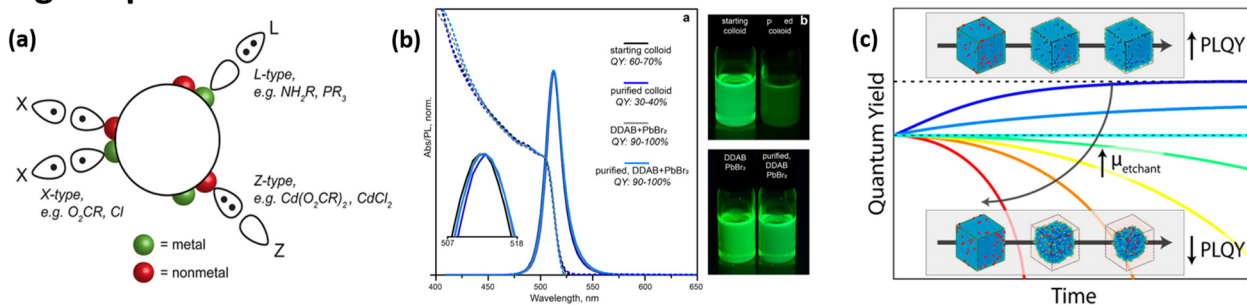 (a)
L
L-type,
e.g. NH₂R, PR₃
X
X
X-type,
e.g. O₂CR, Cl
Z-type,
e.g. Cd(O₂CR)₂, CdCl₂
Z
= metal
= nonmetal
(b)
a
Abs/PL, norm.
starting colloid
QY: 60-70%
purified colloid
QY: 30-40%
DDAB+PbBr₂
QY: 90-100%
purified, DDAB+PbBr₂
QY: 90-100%
507 518
400 450 500 550 600 650
Wavelength, nm
b
starting
colloid
colloid
DDAB
PbBr₂
purified,
DDAB
PbBr₂
(c)
Quantum Yield
↑ PLQY
↑ μetchant
↓ PLQY
Time